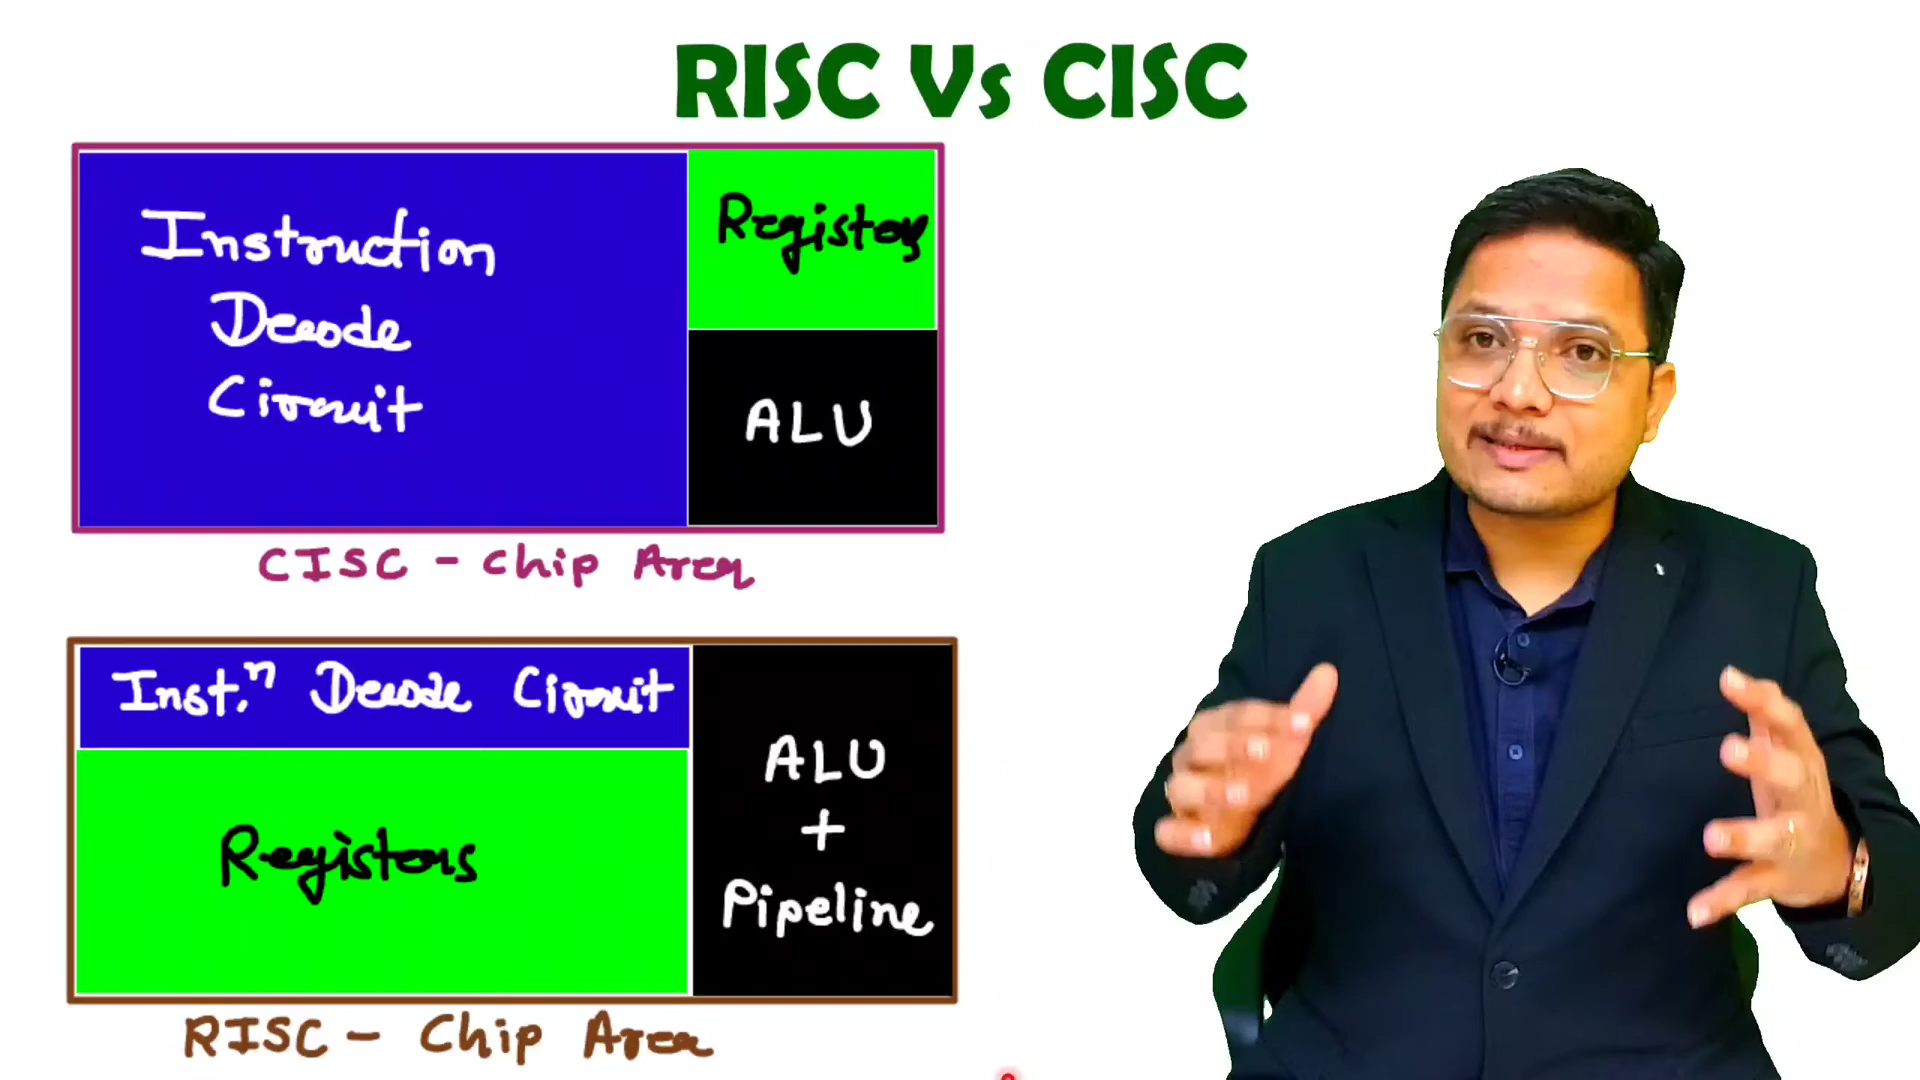 RISC Vs CISC
Instruction
Decode
Circuit
Registors
ALU
CISC - Chip Area
Inst.n Decode Circuit
Registors
ALU
+
Pipeline
RISC - Chip Area